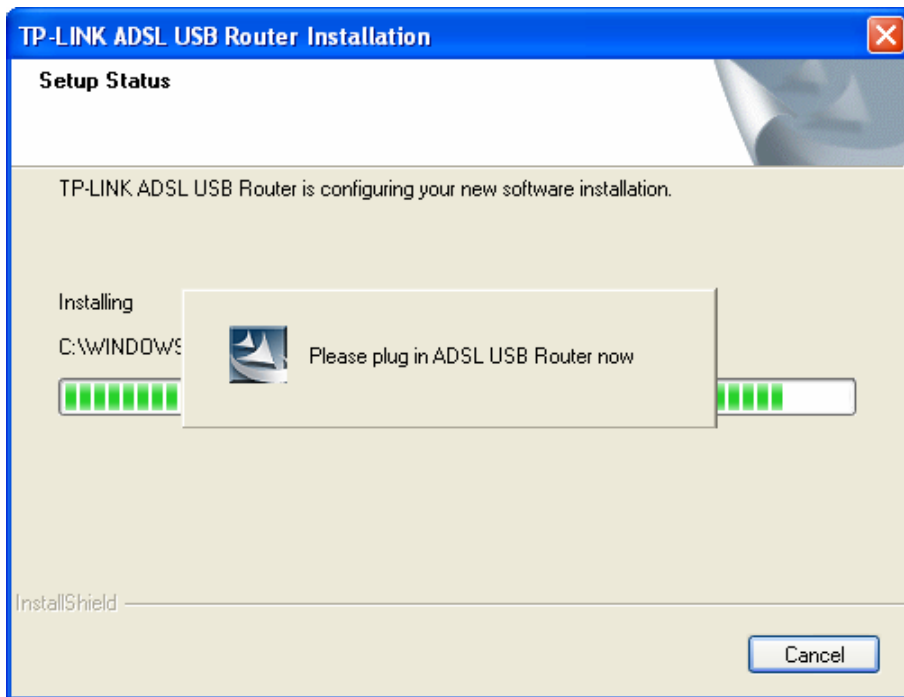 TP-LINK ADSL USB Router Installation
Setup Status
TP-LINK ADSL USB Router is configuring your new software installation.
Installing
C:\WINDOWS
Please plug in ADSL USB Router now
InstallShield
Cancel